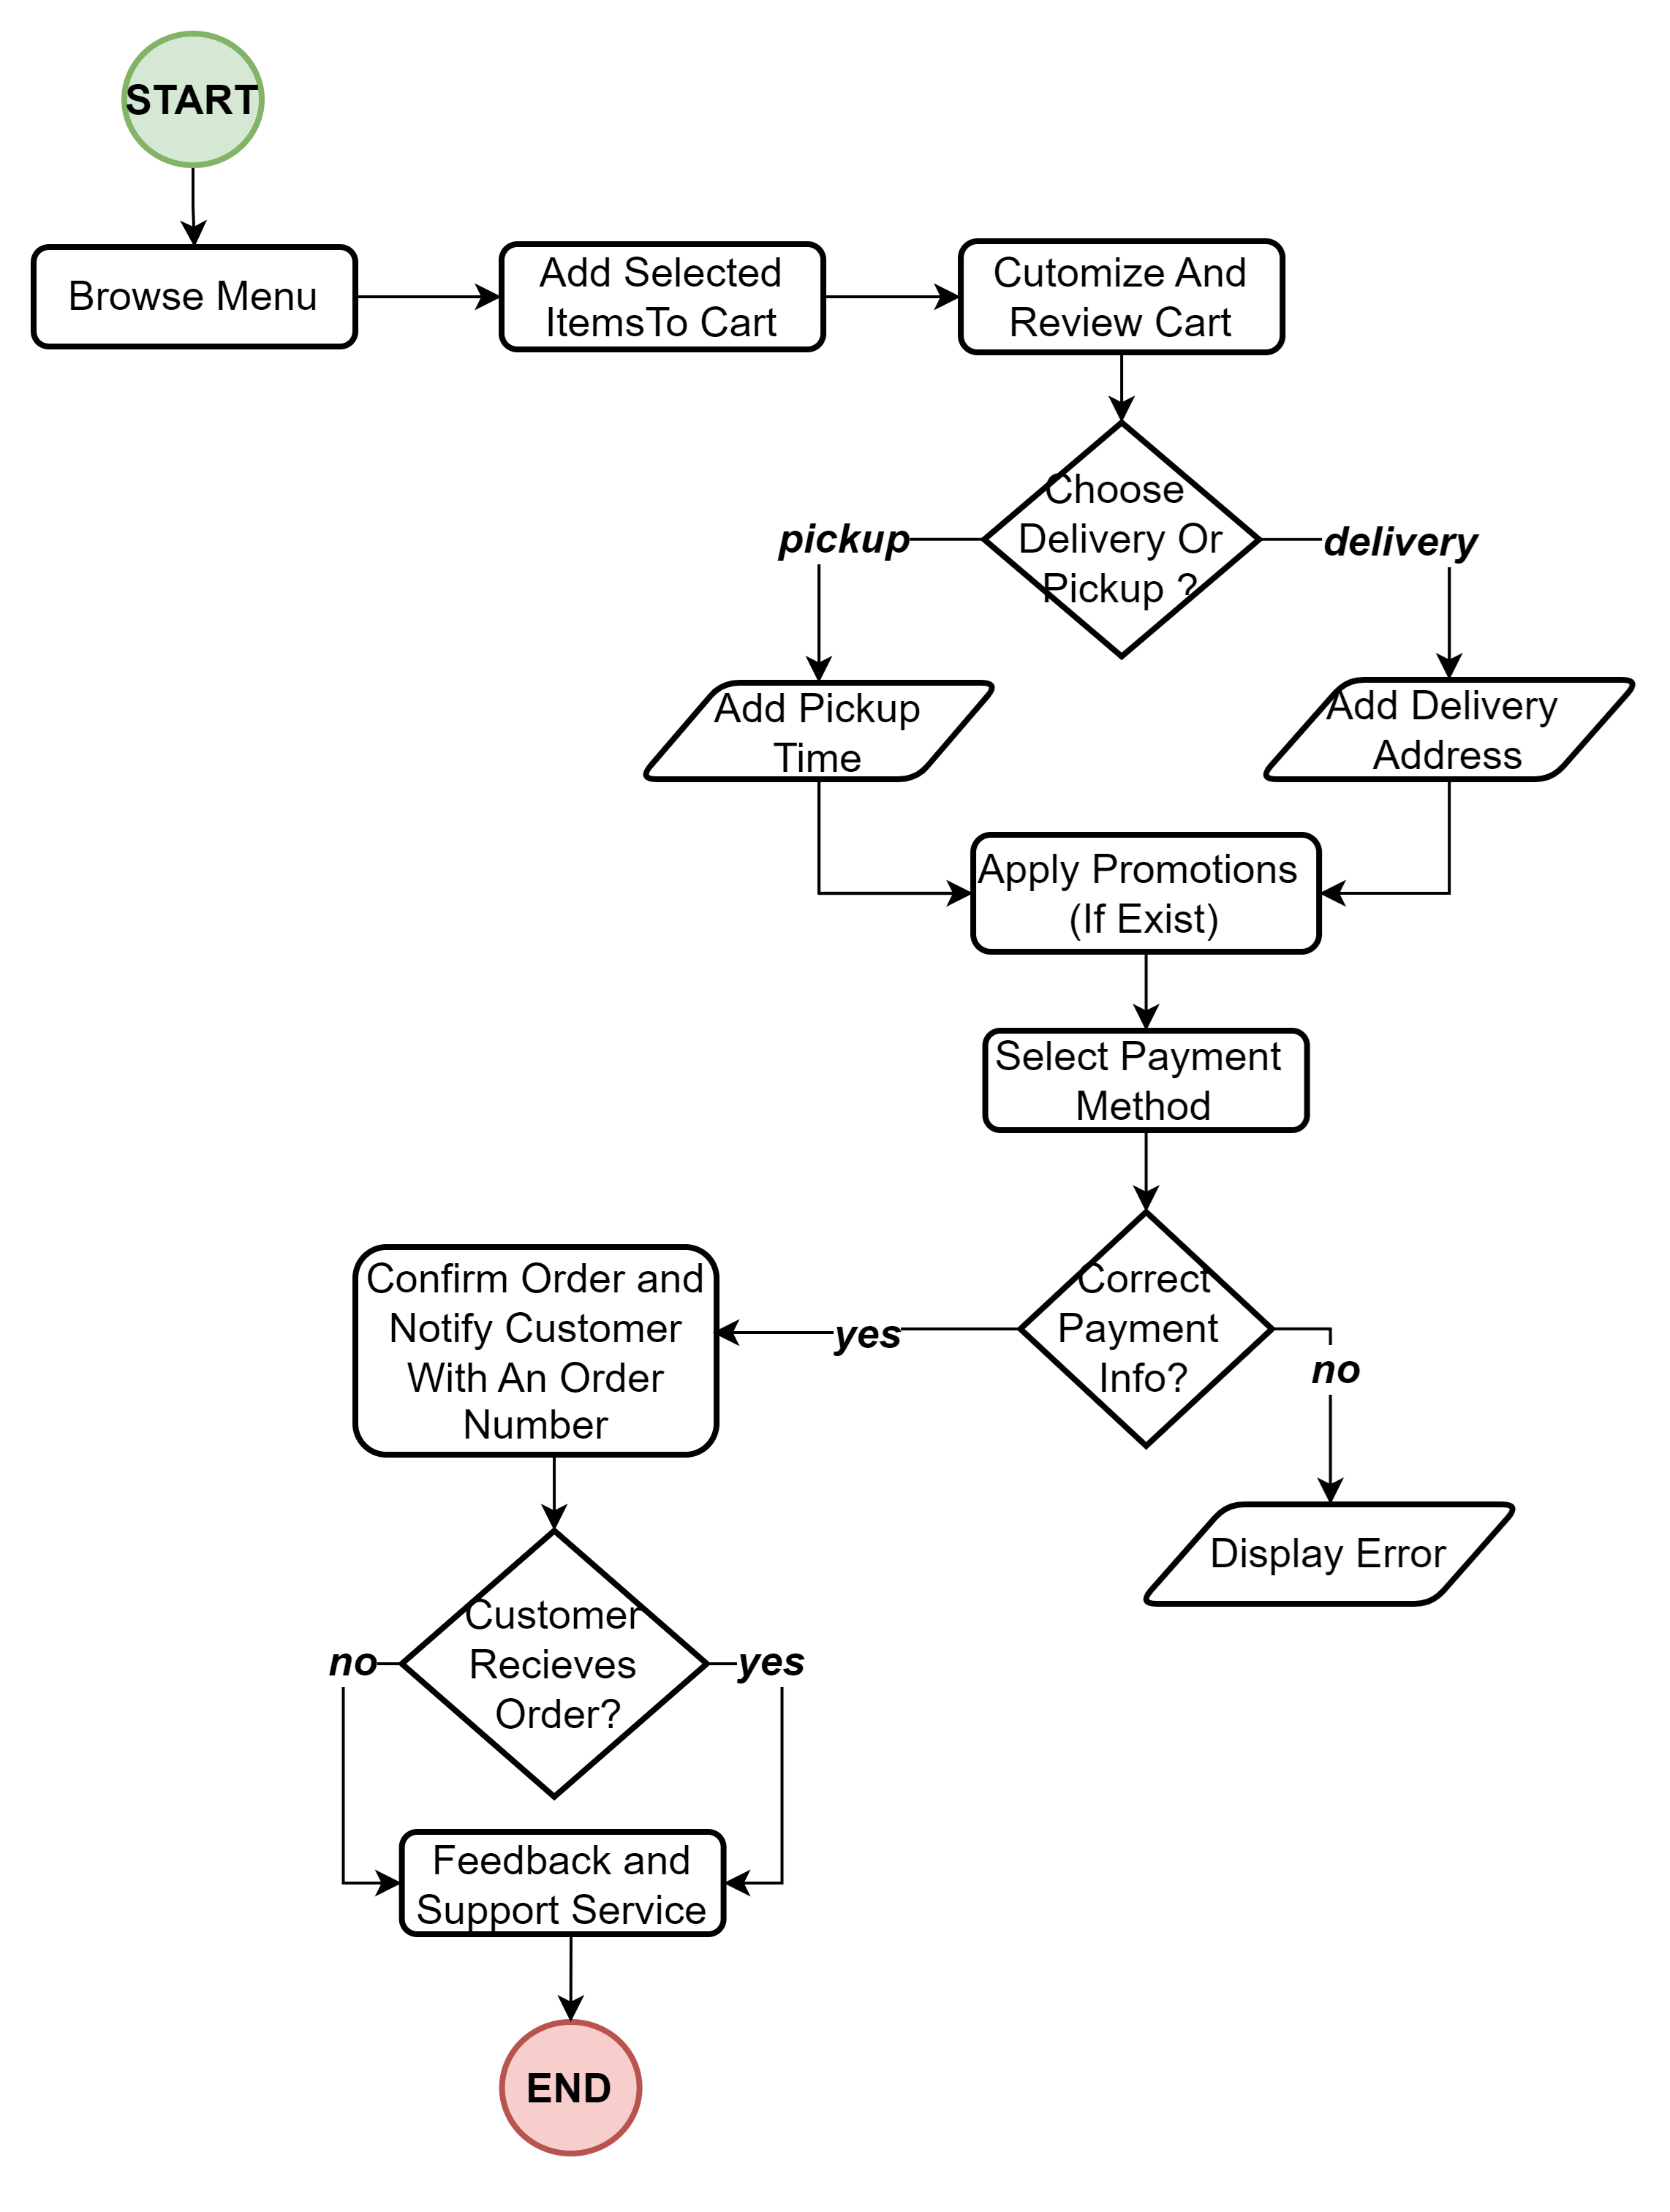 START
Browse Menu
Add Selected
ItemsTo Cart
Cutomize And
Review Cart
Choose
Delivery Or
Pickup ?
pickup
delivery
Add Pickup
Time
Add Delivery
Address
Apply Promotions
(If Exist)
Select Payment
Method
Correct
Payment
Info?
yes
no
Confirm Order and
Notify Customer
With An Order
Number
Display Error
Customer
Recieves
Order?
no
yes
Feedback and
Support Service
END